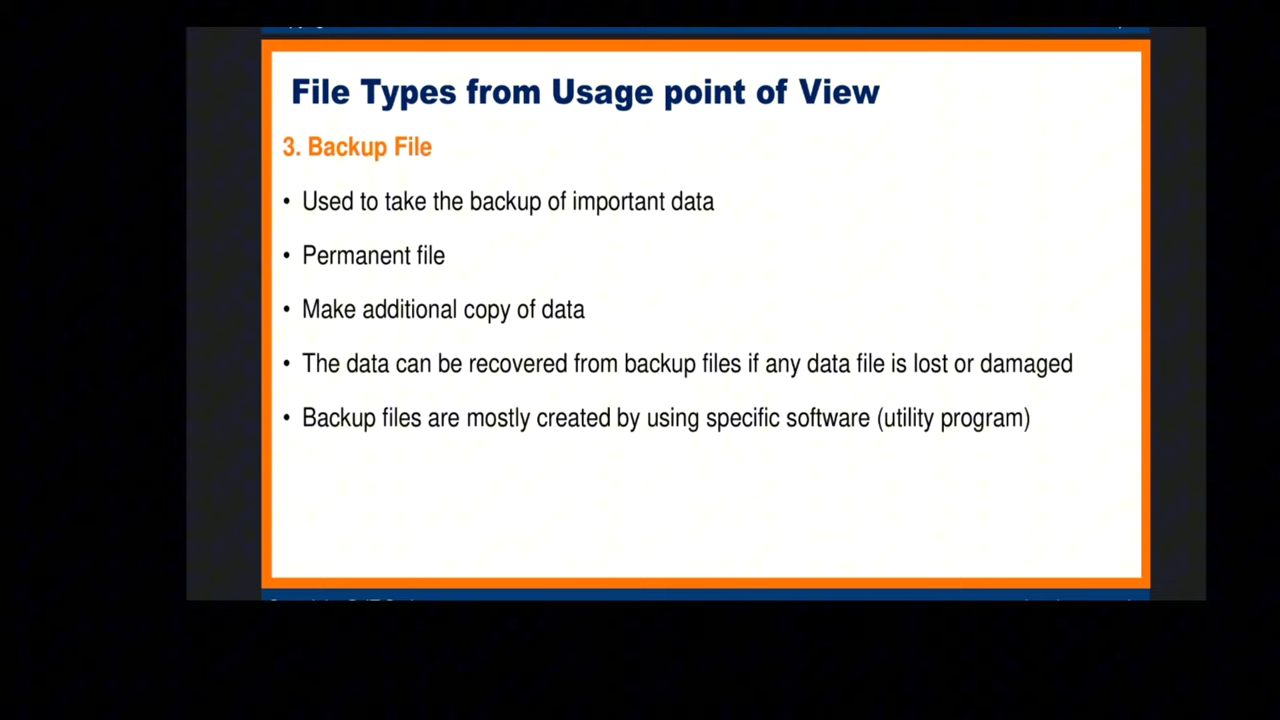 File Types from Usage point of View
3. Backup File
• Used to take the backup of important data
• Permanent file
• Make additional copy of data
• The data can be recovered from backup files if any data file is lost or damaged
• Backup files are mostly created by using specific software (utility program)